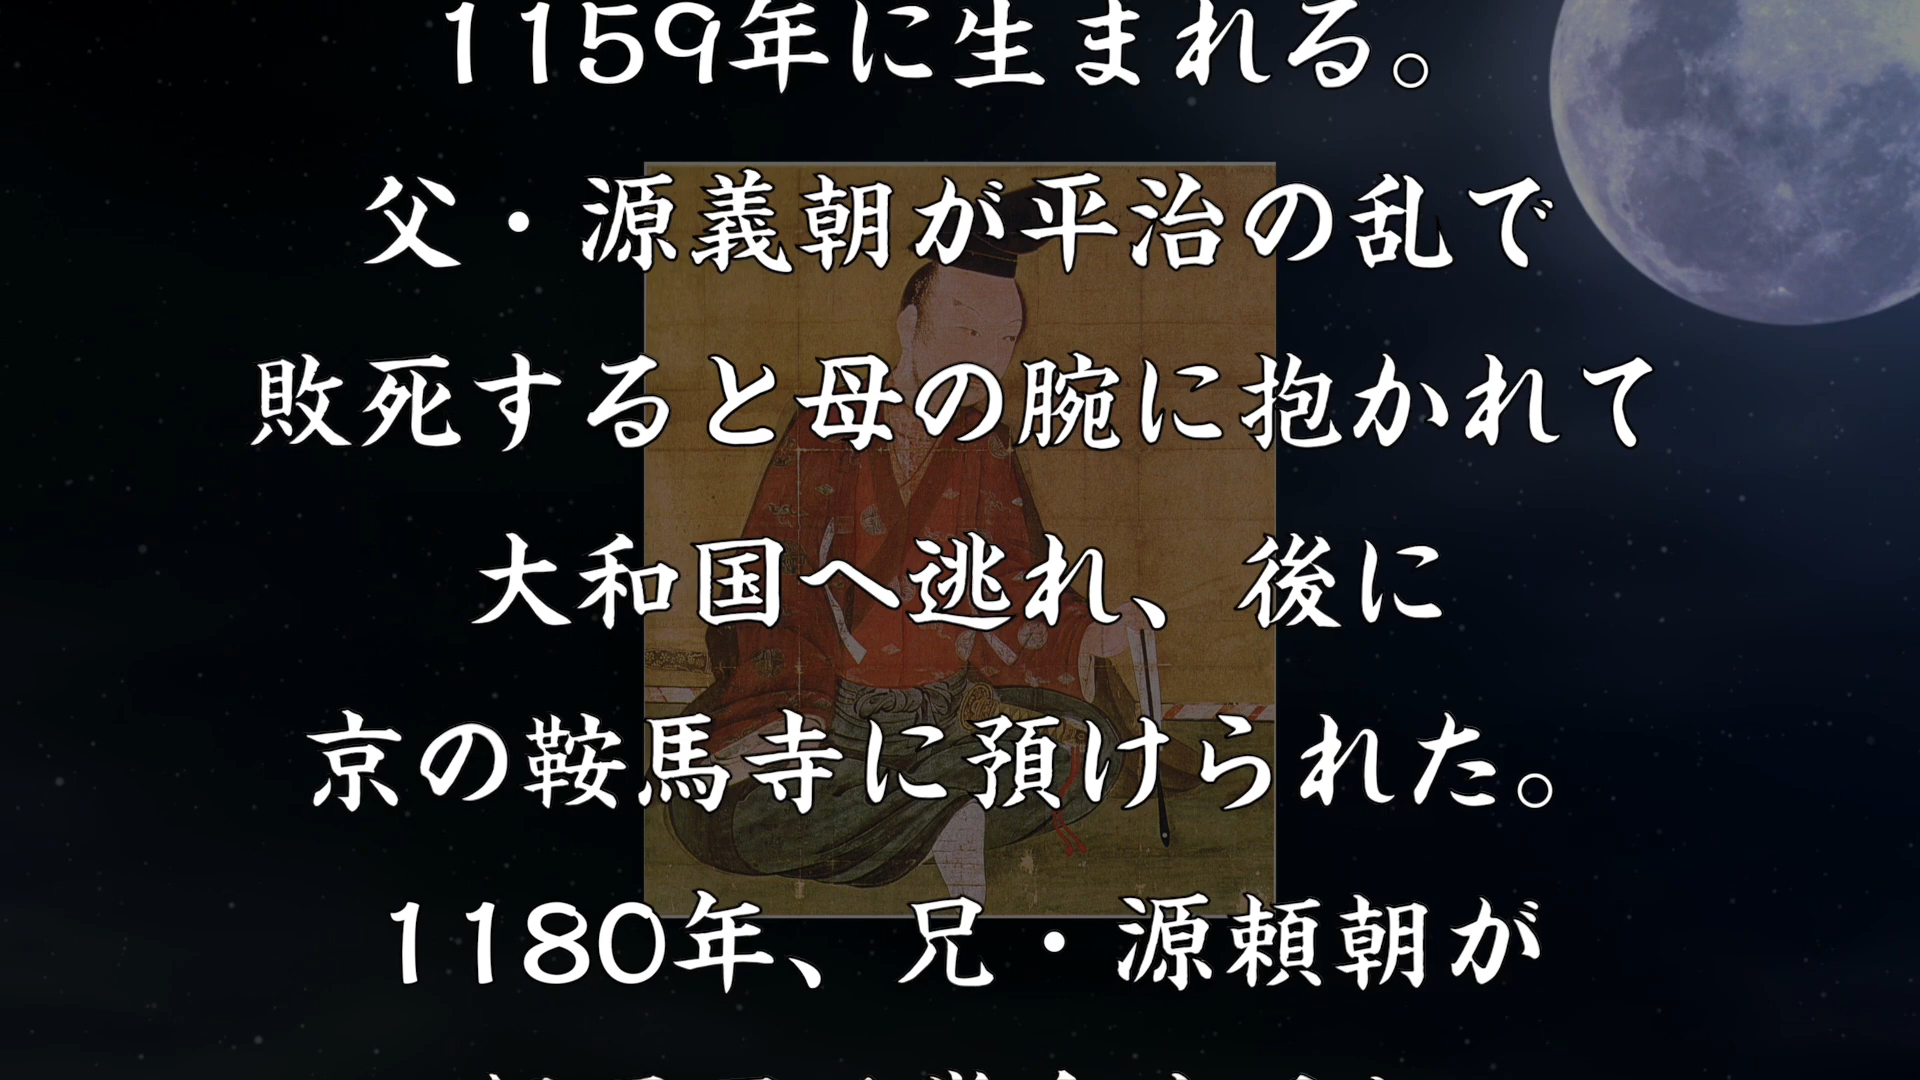 1159年に生まれる。
父・源義朝が平治の乱で
敗死すると母の腕に抱かれて
大和国へ逃れ、後に
京の鞍馬寺に預けられた。
1180年、兄・源頼朝が